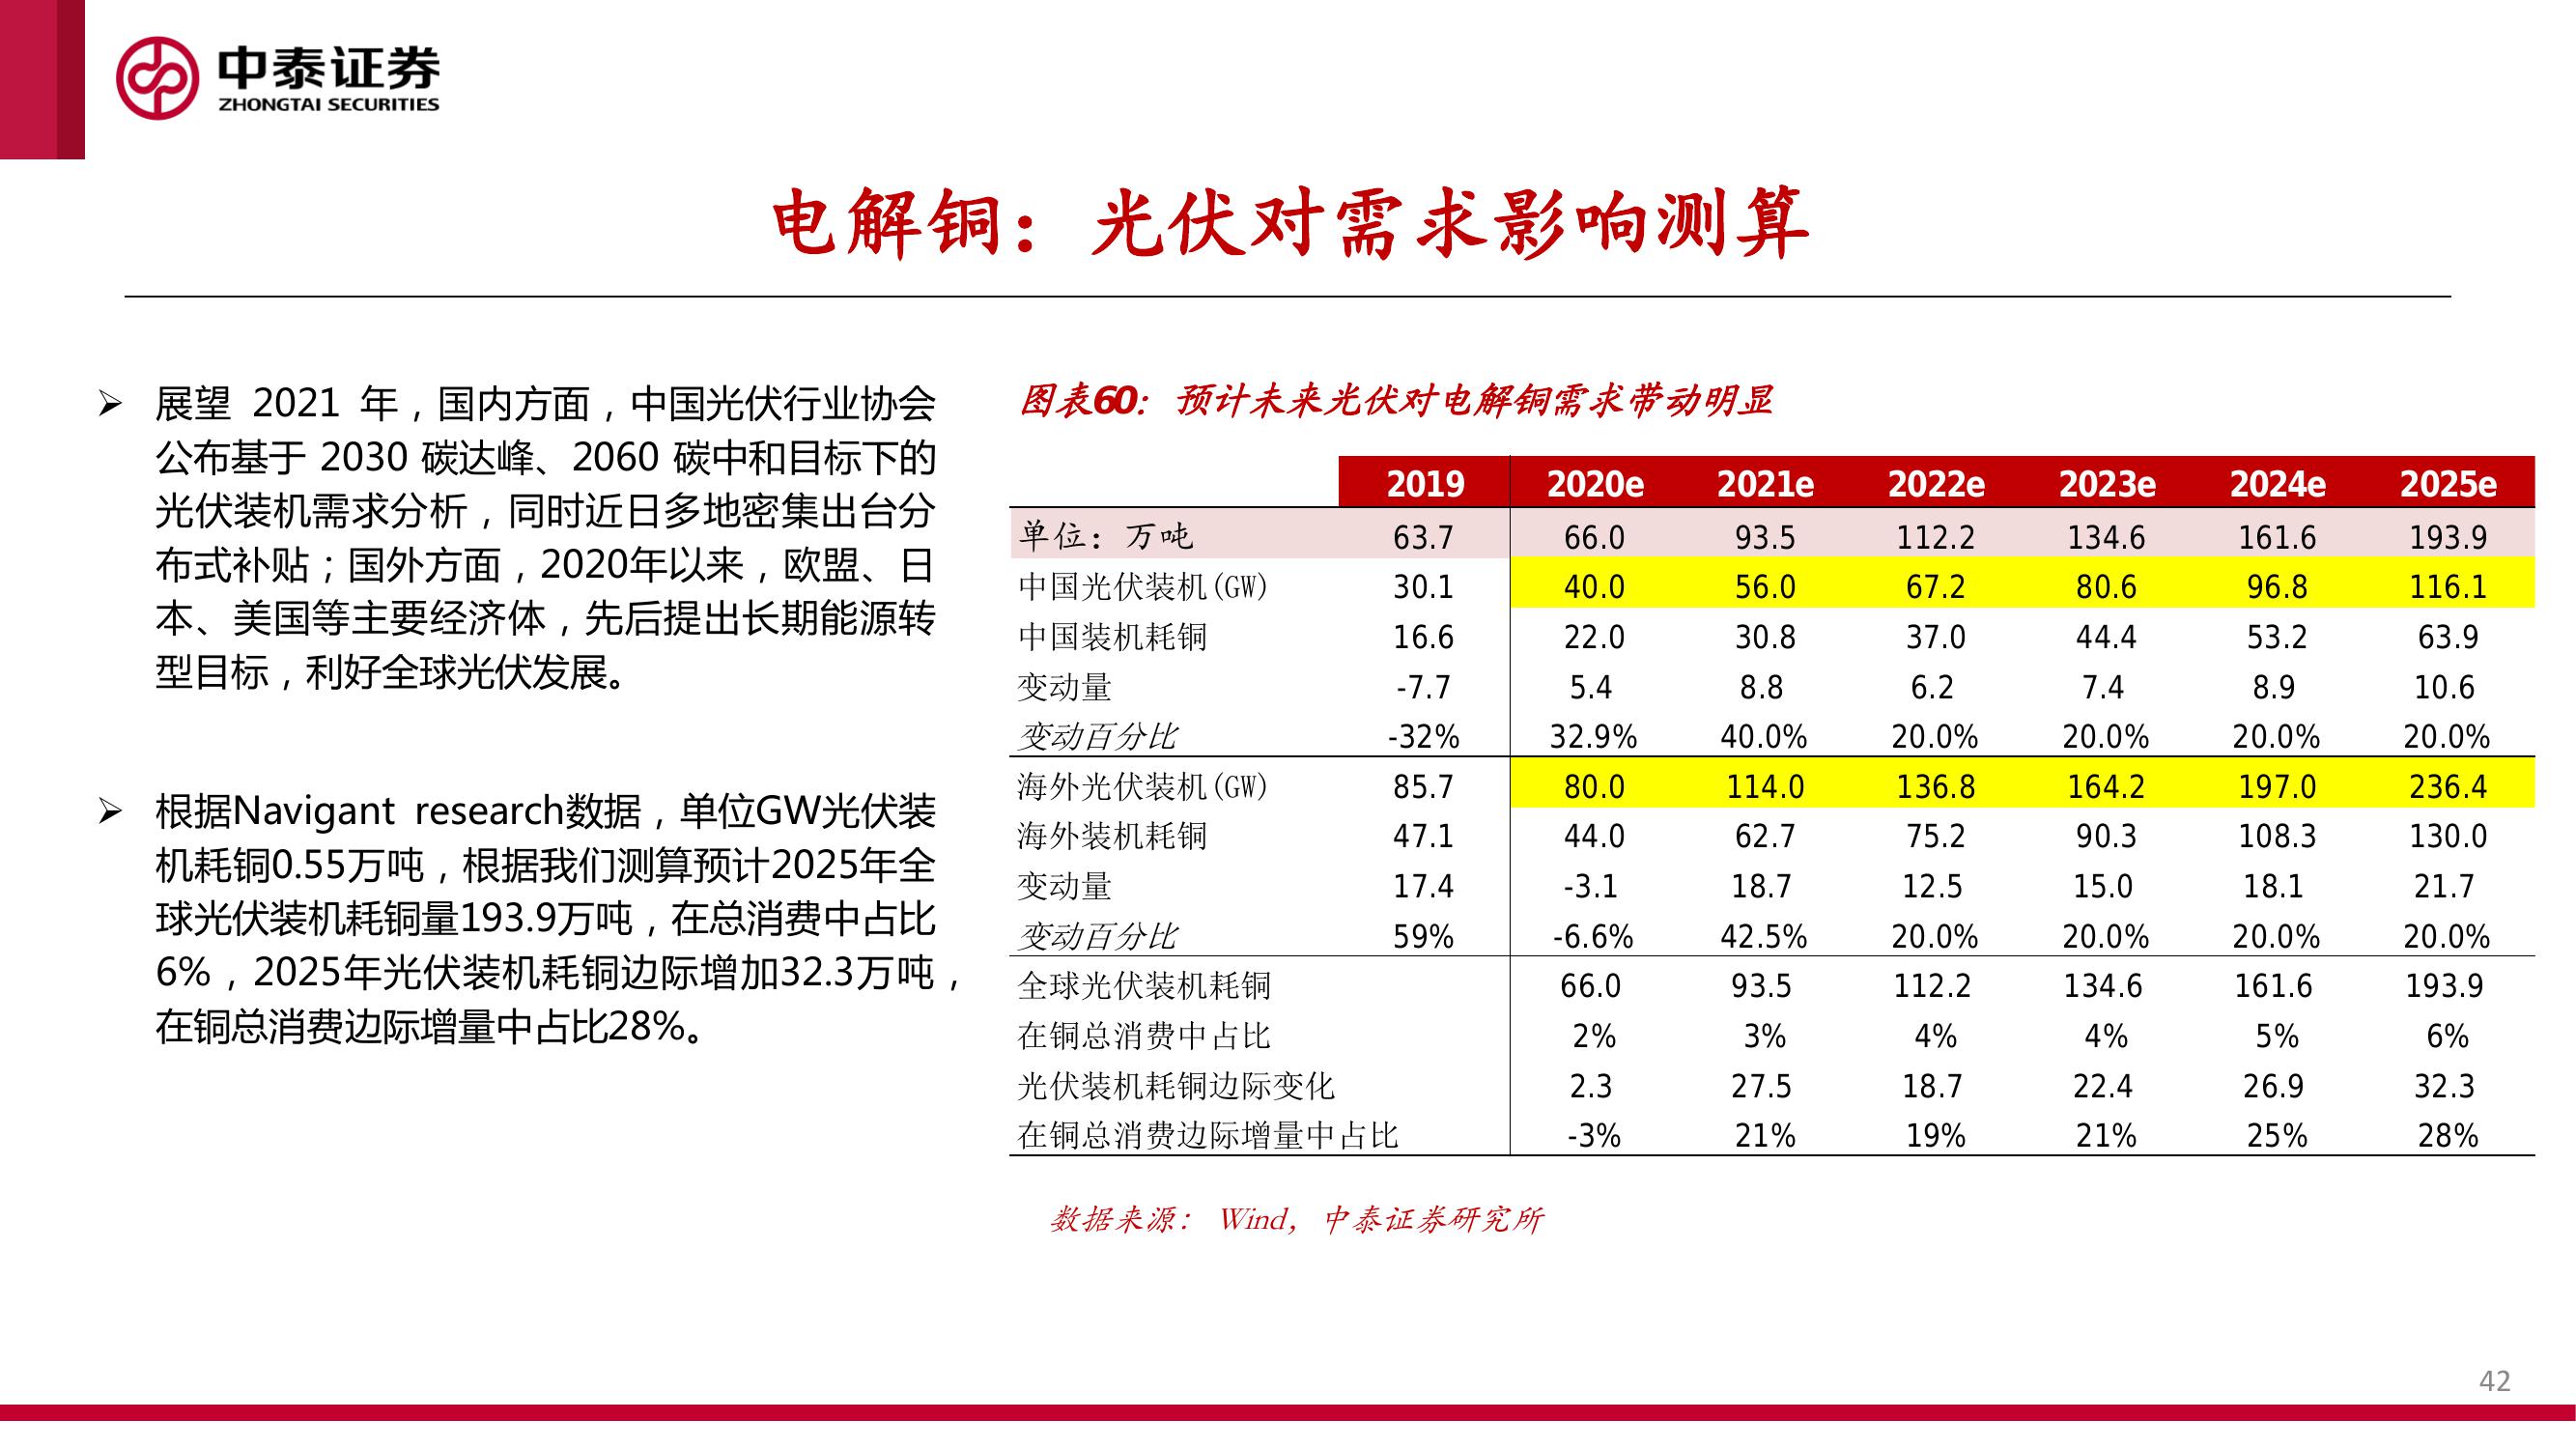 中泰证券
ZHONGTAI SECURITIES
电解铜：光伏对需求影响测算
➢ 展望 2021 年，国内方面，中国光伏行业协会
公布基于 2030 碳达峰、2060 碳中和目标下的
光伏装机需求分析，同时近日多地密集出台分
布式补贴；国外方面，2020年以来，欧盟、日
本、美国等主要经济体，先后提出长期能源转
型目标，利好全球光伏发展。
➢ 根据Navigant research数据，单位GW光伏装
机耗铜0.55万吨，根据我们测算预计2025年全
球光伏装机耗铜量193.9万吨，在总消费中占比
6%，2025年光伏装机耗铜边际增加32.3万吨，
在铜总消费边际增量中占比28%。
图表60：预计未来光伏对电解铜需求带动明显
2019 2020e 2021e 2022e 2023e 2024e 2025e
单位：万吨 63.7 66.0 93.5 112.2 134.6 161.6 193.9
中国光伏装机(GW) 30.1 40.0 56.0 67.2 80.6 96.8 116.1
中国装机耗铜 16.6 22.0 30.8 37.0 44.4 53.2 63.9
变动量 -7.7 5.4 8.8 6.2 7.4 8.9 10.6
变动百分比 -32% 32.9% 40.0% 20.0% 20.0% 20.0% 20.0%
海外光伏装机(GW) 85.7 80.0 114.0 136.8 164.2 197.0 236.4
海外装机耗铜 47.1 44.0 62.7 75.2 90.3 108.3 130.0
变动量 17.4 -3.1 18.7 12.5 15.0 18.1 21.7
变动百分比 59% -6.6% 42.5% 20.0% 20.0% 20.0% 20.0%
全球光伏装机耗铜 66.0 93.5 112.2 134.6 161.6 193.9
在铜总消费中占比 2% 3% 4% 4% 5% 6%
光伏装机耗铜边际变化 2.3 27.5 18.7 22.4 26.9 32.3
在铜总消费边际增量中占比 -3% 21% 19% 21% 25% 28%
数据来源： Wind，中泰证券研究所
42